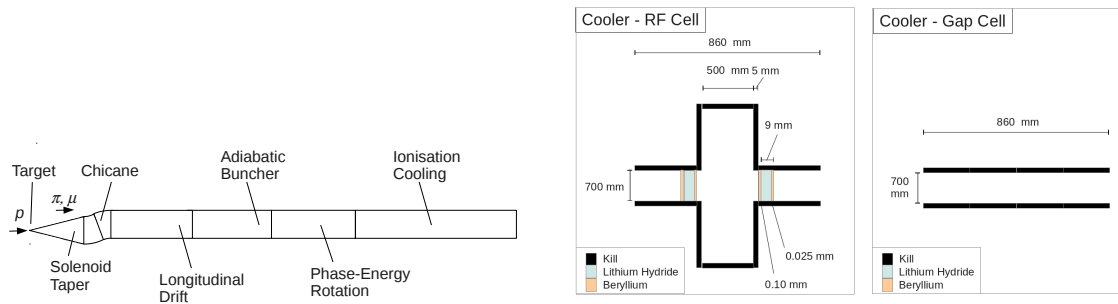 Target
Chicane
π, μ
p
Adiabatic
Buncher
Ionisation
Cooling
Solenoid
Taper
Longitudinal
Drift
Phase-Energy
Rotation
Cooler - RF Cell
860 mm
500 mm 5 mm
9 mm
700 mm
0.025 mm
0.10 mm
Kill
Lithium Hydride
Beryllium
Cooler - Gap Cell
860 mm
700
mm
Kill
Lithium Hydride
Beryllium